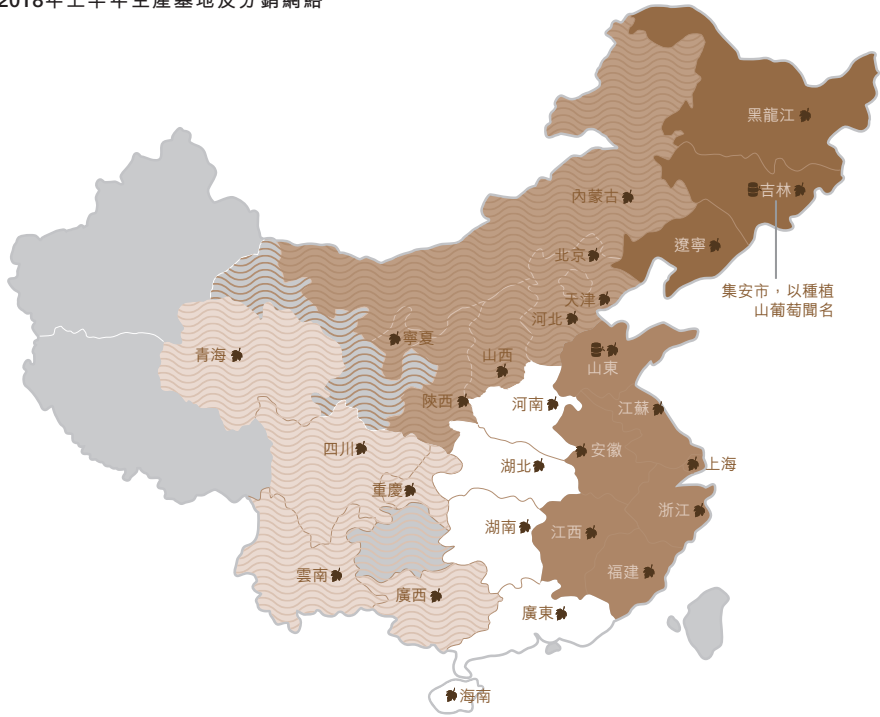 2018年上半年生產基地及分銷網絡
黑龍江
吉林
內蒙古
遼寧
北京
集安市，以種植
山葡萄聞名
天津
河北
寧夏
青海
山西
山東
陝西
河南
江蘇
四川
安徽
湖北
上海
重慶
浙江
湖南
江西
雲南
福建
廣西
廣東
海南